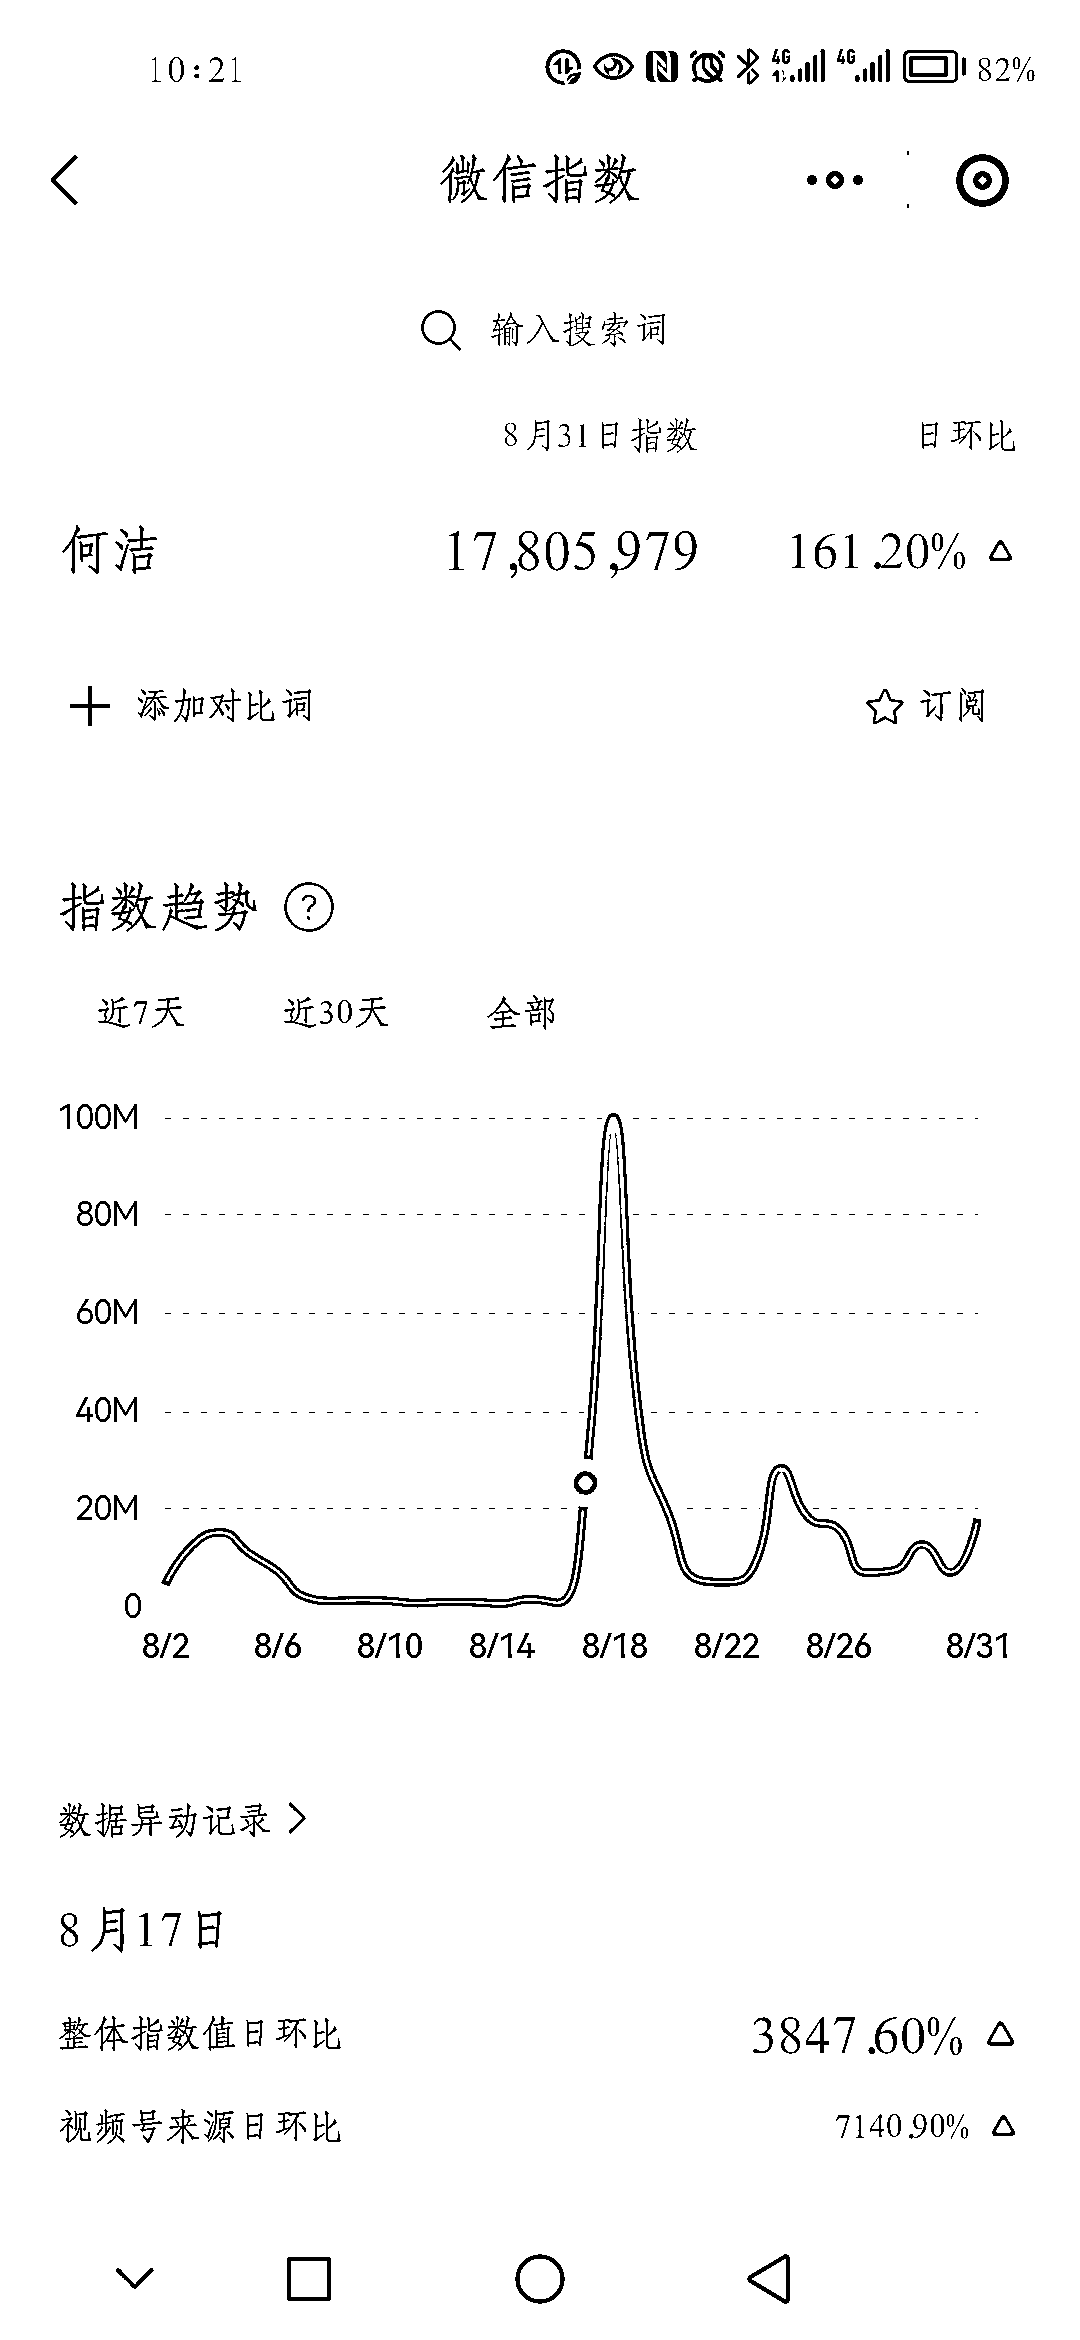 10:21 4G 4G 82%
微信指数
输入搜索词
8月31日指数 日环比
何洁 17,805,979 161.20%
添加对比词 订阅
指数趋势 ?
近7天 近30天 全部
100M
80M
60M
40M
20M
0
8/2 8/6 8/10 8/14 8/18 8/22 8/26 8/31
数据异动记录
8月17日
整体指数值日环比 3847.60%
视频号来源日环比 7140.90%